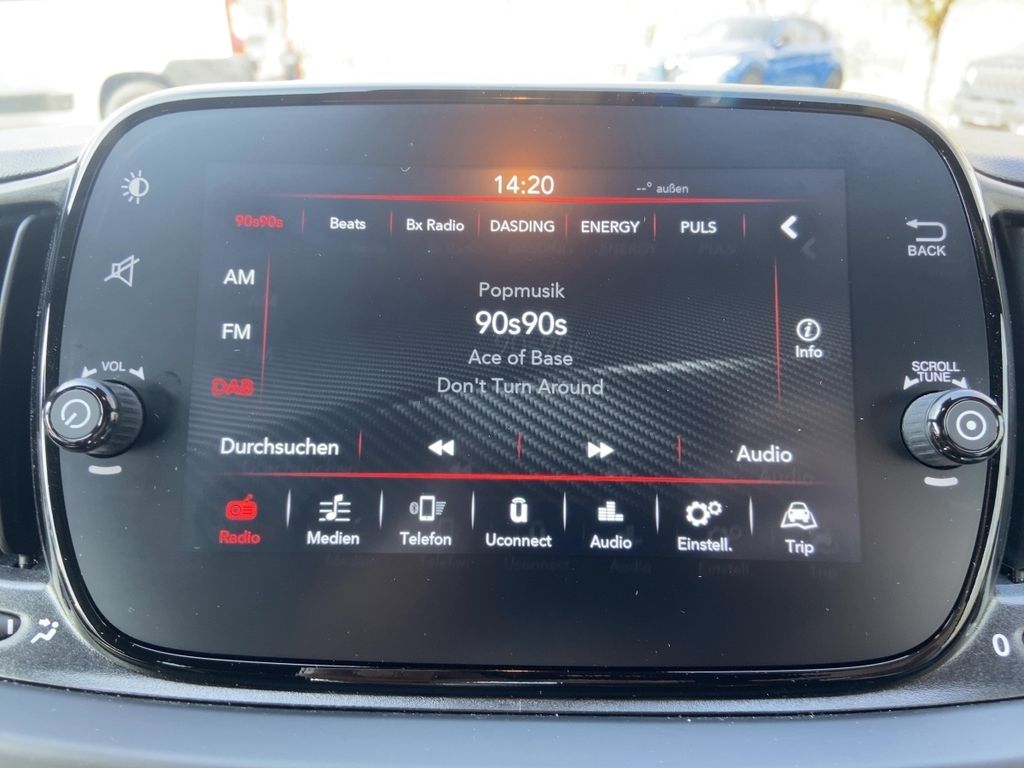 14:20 --° außen
90s90s Beats Bx Radio DASDING ENERGY PULS
BACK
AM
Popmusik
FM
90s90s
Info
VOL
Ace of Base
SCROLL
TUNE
DAB
Don't Turn Around
Durchsuchen Audio
Radio Medien Telefon Uconnect Audio Einstell. Trip
0